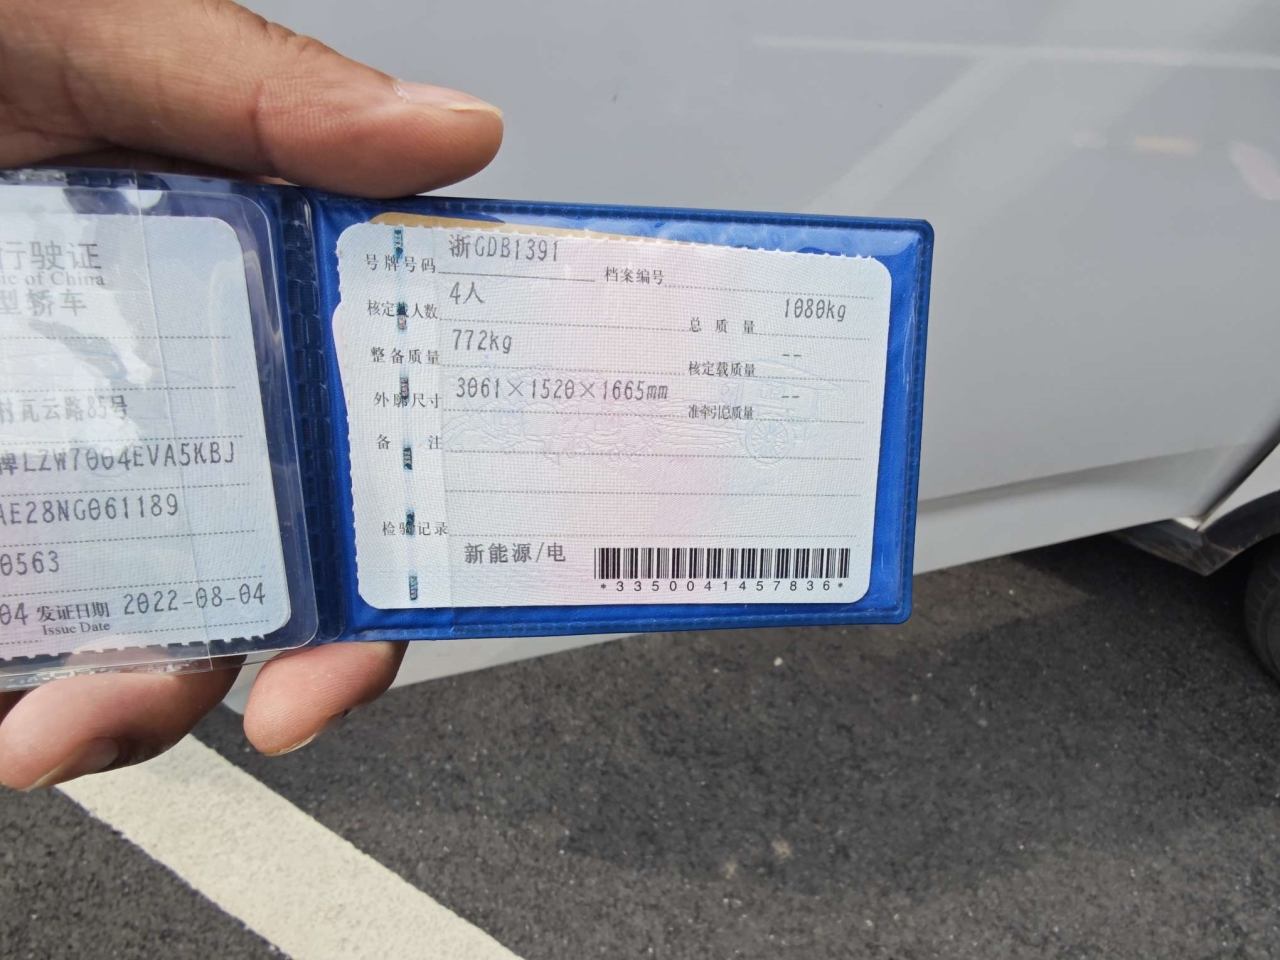 行驶证
ic of China
型轿车
村瓦云路85号
牌LZW7004EVA5KBJ
AE28NG061189
0563
04 发证日期 2022-08-04
Issue Date
号牌号码 浙GDB1391 档案编号
核定载人数 4人 总质量 1080kg
整备质量 772kg 核定载质量 --
外廓尺寸 3061×1520×1665mm 准牵引总质量 --
备注
检验记录
新能源/电
*3350041457836*